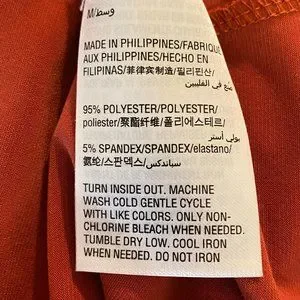 M/وسط
MADE IN PHILIPPINES/FABRIQUÉ
AUX PHILIPPINES/HECHO EN
FILIPINAS/菲律宾制造/필리핀산/
صنع في الفليبين
95% POLYESTER/POLYESTER/
poliester/聚酯纤维/폴리에스테르/
بولي أستر
5% SPANDEX/SPANDEX/elastano/
氨纶/스판덱스/سباندكس
TURN INSIDE OUT. MACHINE
WASH COLD GENTLE CYCLE
WITH LIKE COLORS. ONLY NON-
CHLORINE BLEACH WHEN NEEDED.
TUMBLE DRY LOW. COOL IRON
WHEN NEEDED. DO NOT IRON